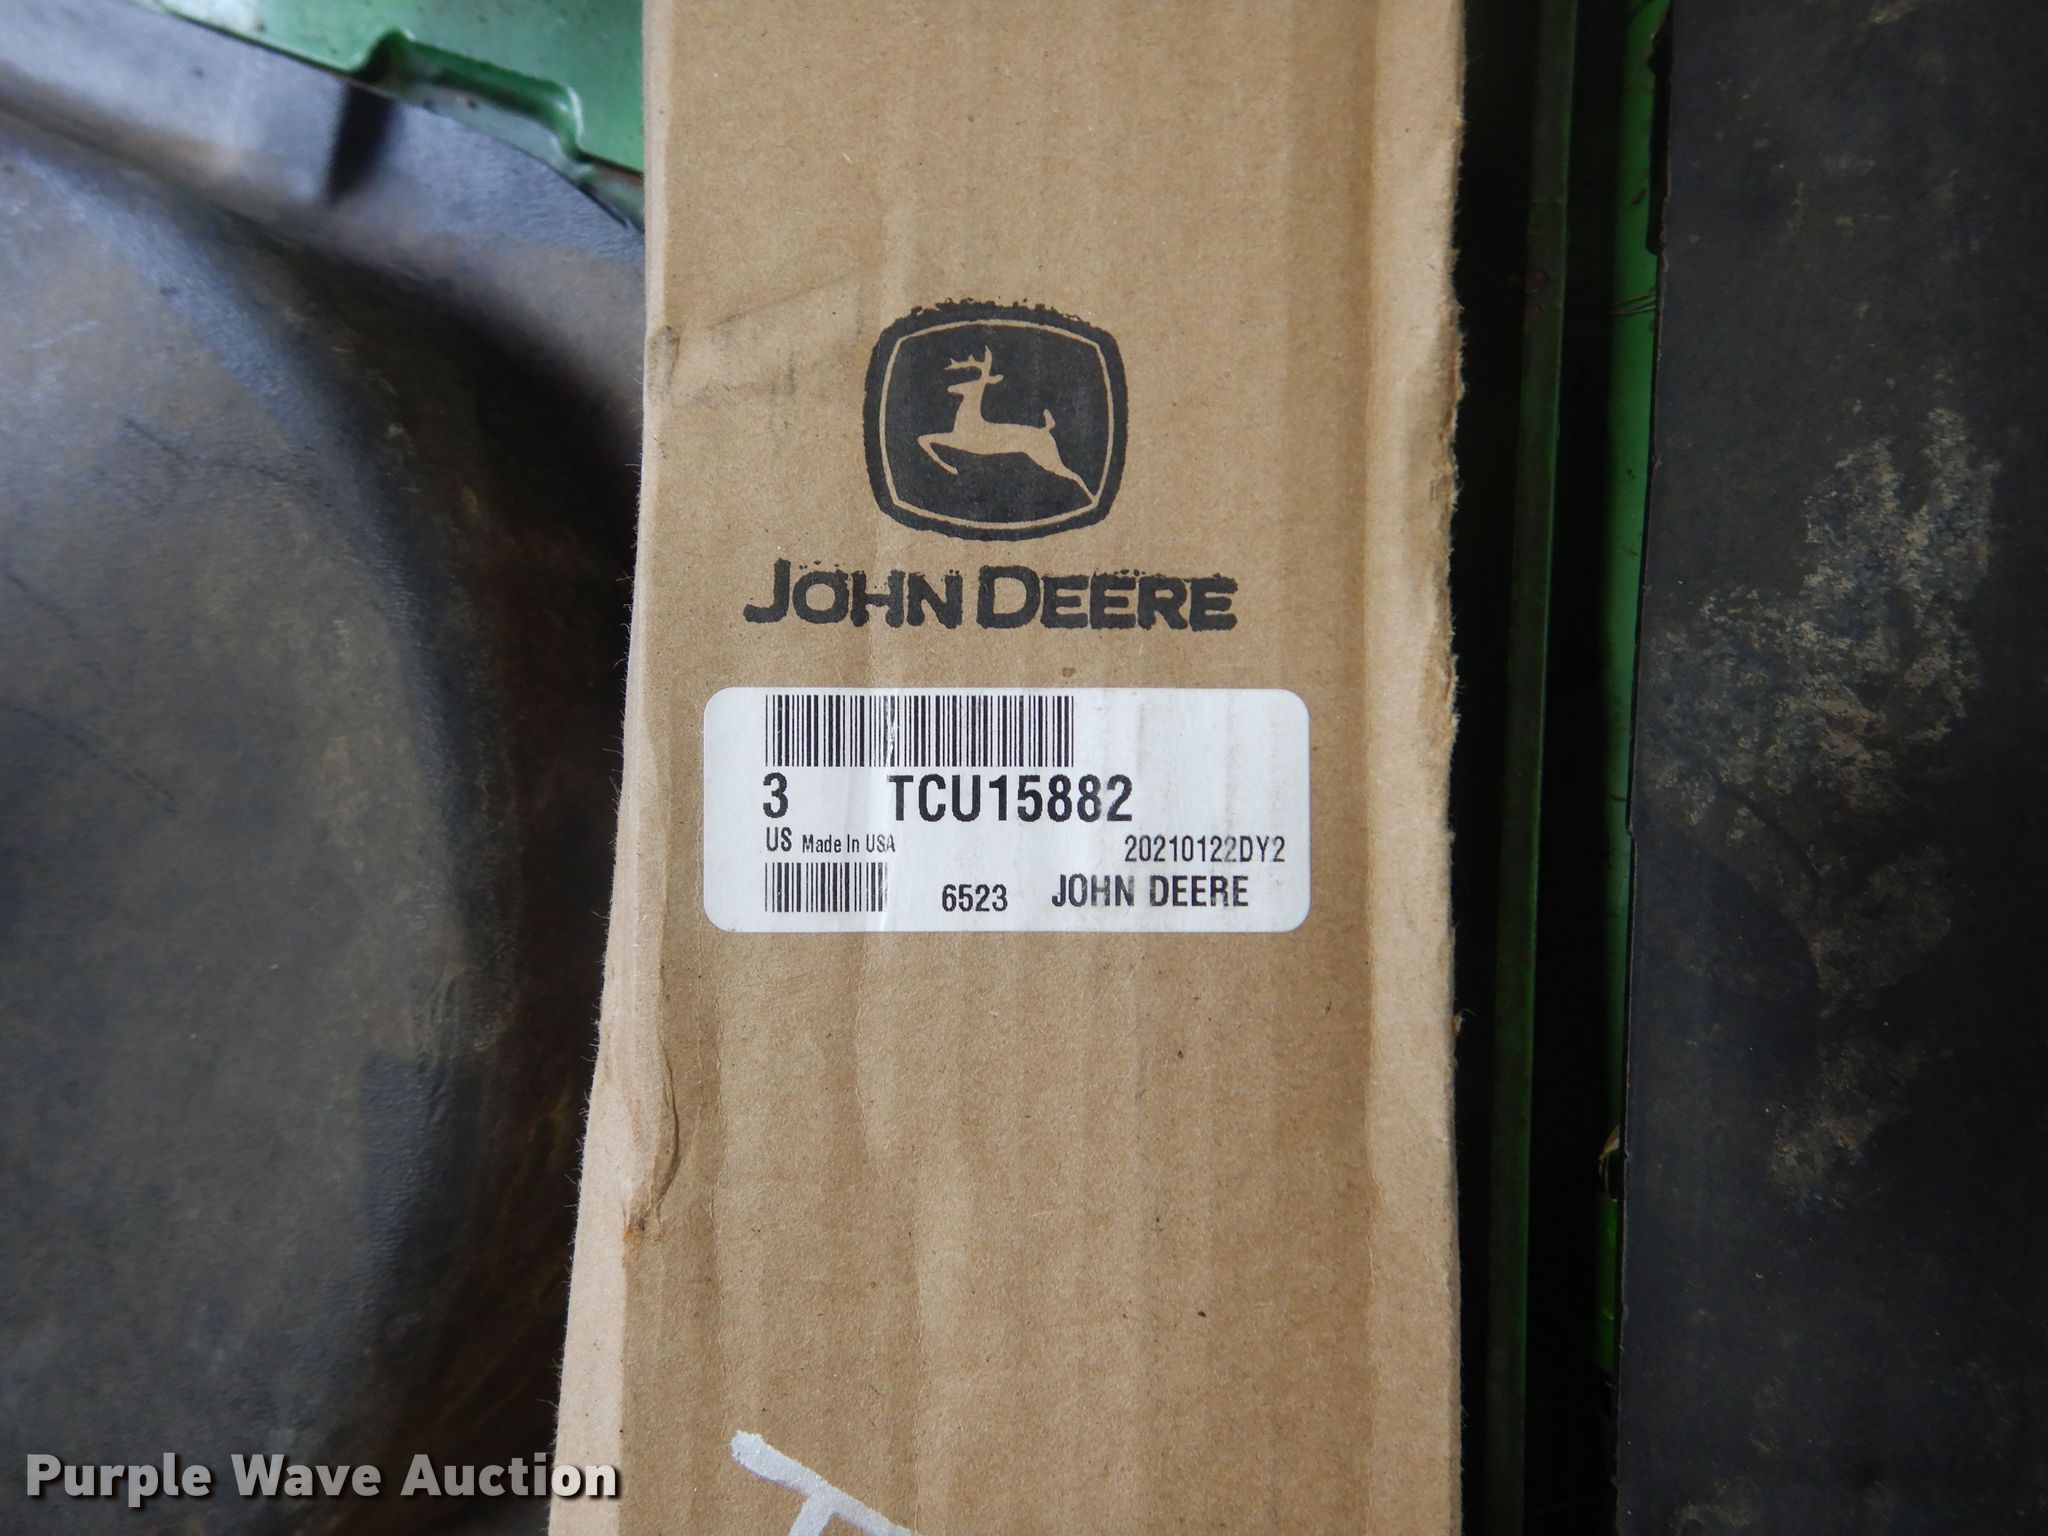 JOHN DEERE
3 TCU15882
US Made In USA 20210122DY2
6523 JOHN DEERE
Purple Wave Auction